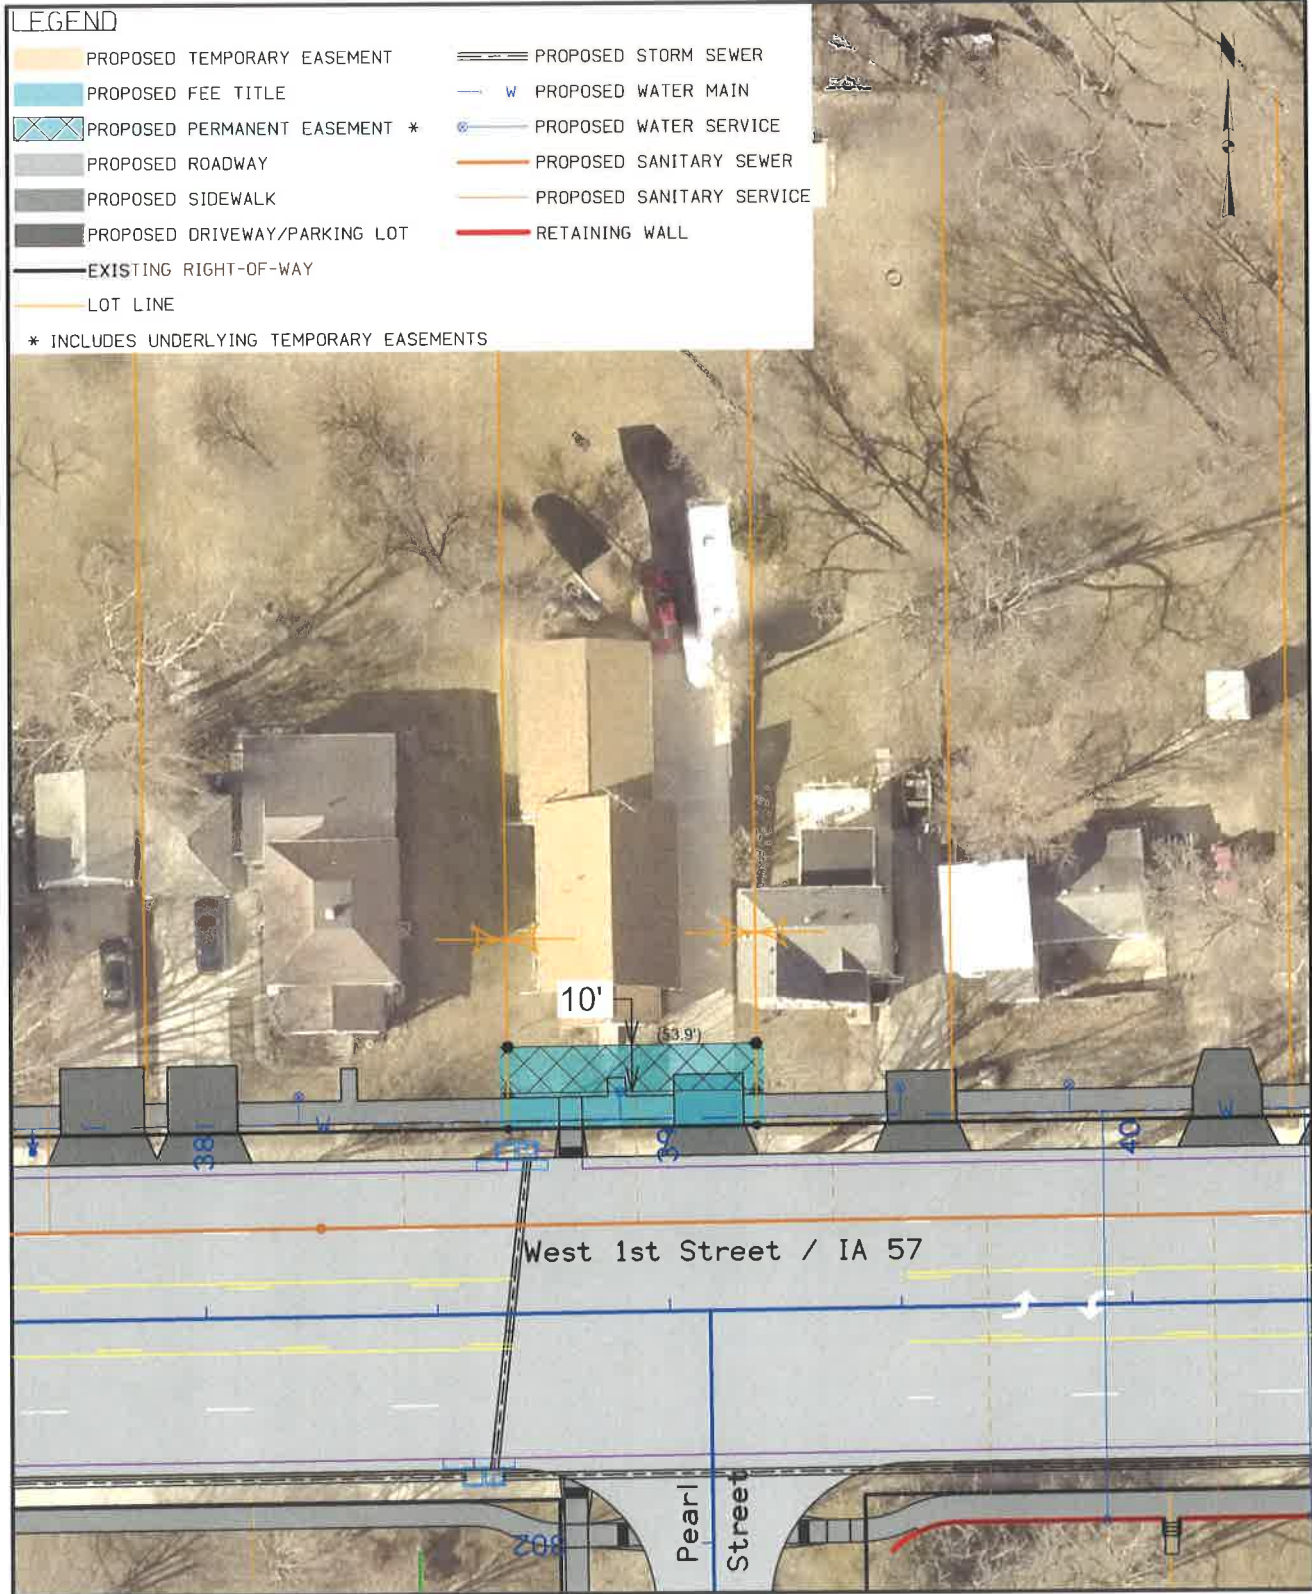 LEGEND
PROPOSED TEMPORARY EASEMENT
PROPOSED FEE TITLE
PROPOSED PERMANENT EASEMENT *
PROPOSED ROADWAY
PROPOSED SIDEWALK
PROPOSED DRIVEWAY/PARKING LOT
EXISTING RIGHT-OF-WAY
LOT LINE
* INCLUDES UNDERLYING TEMPORARY EASEMENTS
PROPOSED STORM SEWER
W PROPOSED WATER MAIN
PROPOSED WATER SERVICE
PROPOSED SANITARY SEWER
PROPOSED SANITARY SERVICE
RETAINING WALL
N
10'
(53.9')
W
W
38
39
40
West 1st Street / IA 57
Pearl
Street
802